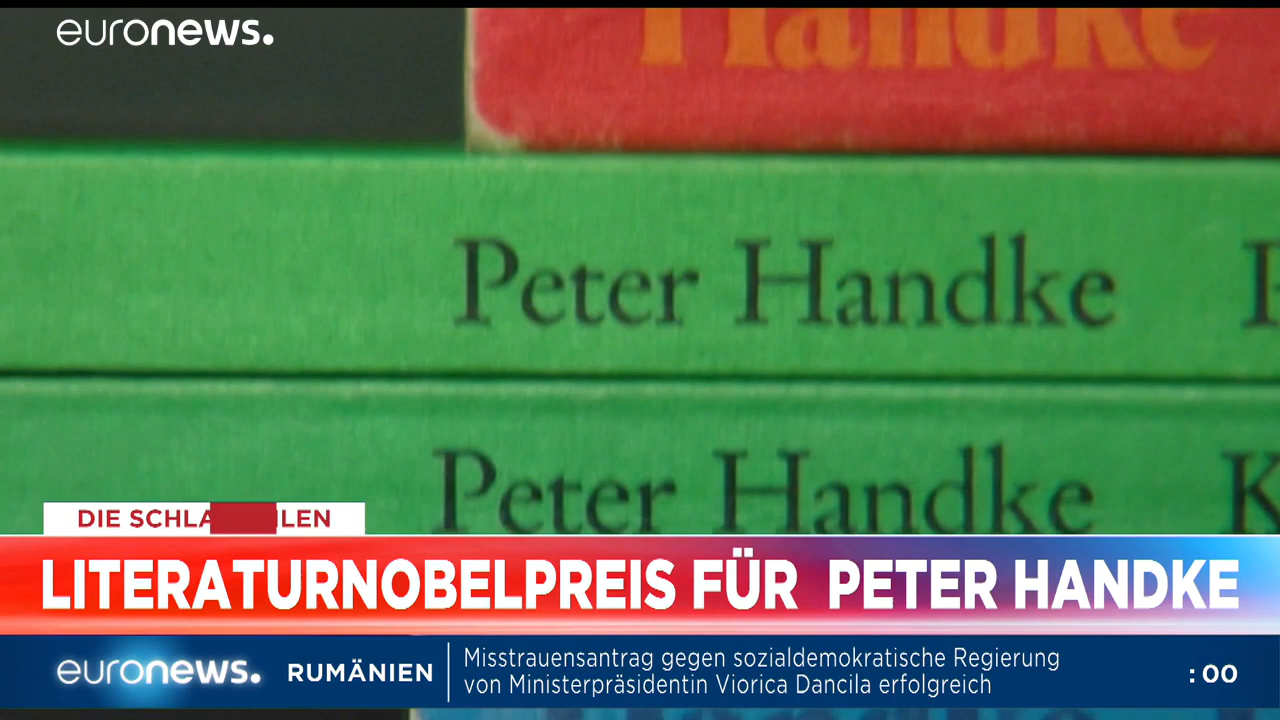 euronews.
Handke
Peter Handke
Peter Handke K
DIE SCHLA LEN
LITERATURNOBELPREIS FÜR PETER HANDKE
euronews. RUMÄNIEN
Misstrauensantrag gegen sozialdemokratische Regierung
von Ministerpräsidentin Viorica Dancila erfolgreich
:00